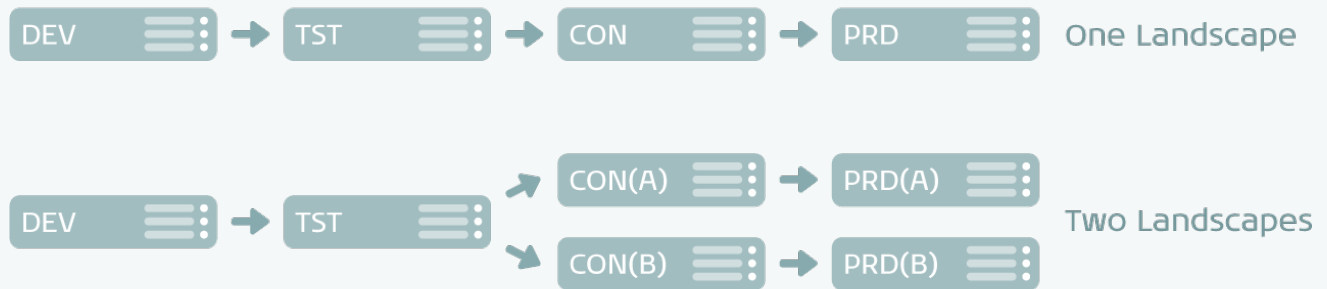 DEV TST CON PRD One Landscape
CON(A) PRD(A)
DEV TST Two Landscapes
CON(B) PRD(B)